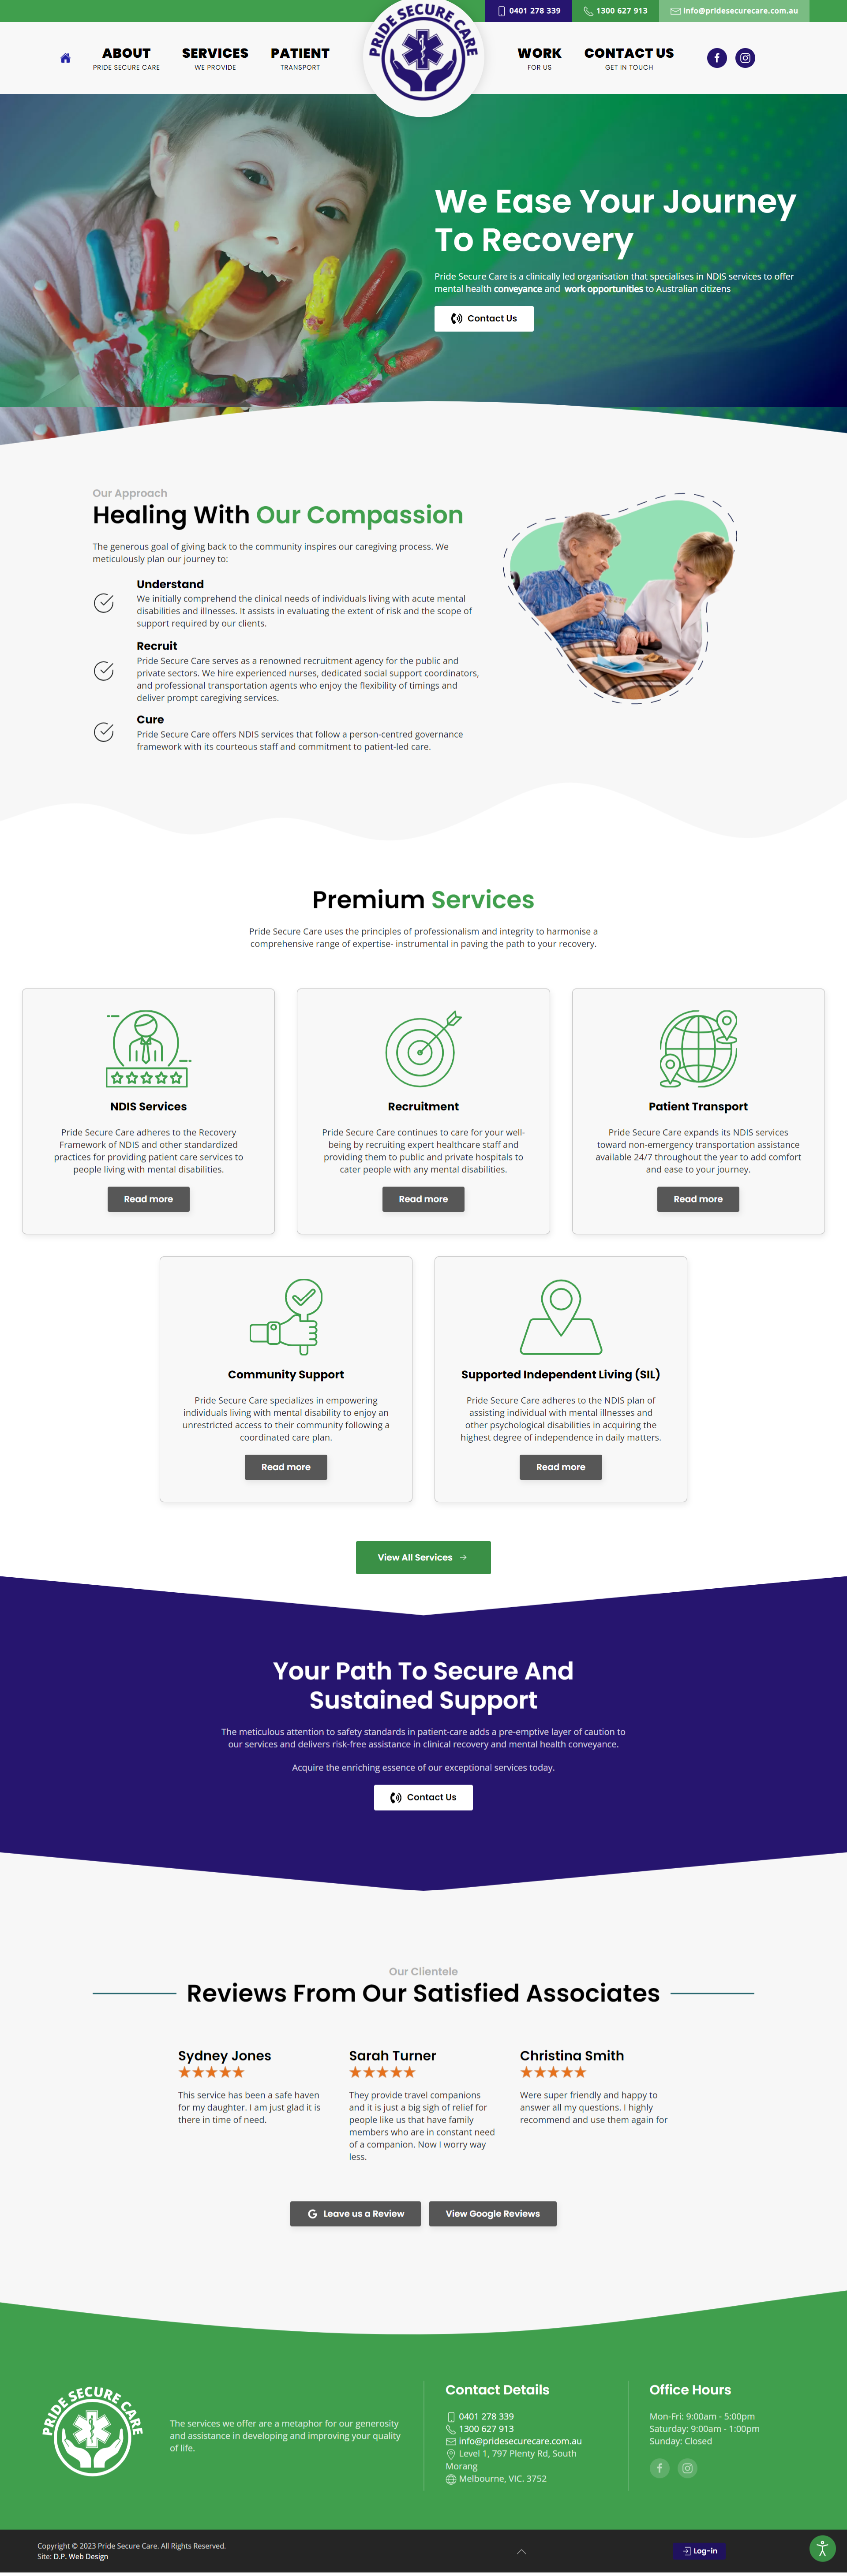 0401 278 339
1300 627 913
info@pridesecurecare.com.au
ABOUT
PRIDE SECURE CARE
SERVICES
WE PROVIDE
PATIENT
TRANSPORT
PRIDE SECURE CARE
WORK
FOR US
CONTACT US
GET IN TOUCH
We Ease Your Journey
To Recovery
Pride Secure Care is a clinically led organisation that specialises in NDIS services to offer
mental health conveyance and work opportunities to Australian citizens
Contact Us
Our Approach
Healing With Our Compassion
The generous goal of giving back to the community inspires our caregiving process. We
meticulously plan our journey to:
Understand
We initially comprehend the clinical needs of individuals living with acute mental
disabilities and illnesses. It assists in evaluating the extent of risk and the scope of
support required by our clients.
Recruit
Pride Secure Care serves as a renowned recruitment agency for the public and
private sectors. We hire experienced nurses, dedicated social support coordinators,
and professional transportation agents who enjoy the flexibility of timings and
deliver prompt caregiving services.
Cure
Pride Secure Care offers NDIS services that follow a person-centred governance
framework with its courteous staff and commitment to patient-led care.
Premium Services
Pride Secure Care uses the principles of professionalism and integrity to harmonise a
comprehensive range of expertise- instrumental in paving the path to your recovery.
NDIS Services
Pride Secure Care adheres to the Recovery
Framework of NDIS and other standardized
practices for providing patient care services to
people living with mental disabilities.
Read more
Recruitment
Pride Secure Care continues to care for your well-
being by recruiting expert healthcare staff and
providing them to public and private hospitals to
cater people with any mental disabilities.
Read more
Patient Transport
Pride Secure Care expands its NDIS services
toward non-emergency transportation assistance
available 24/7 throughout the year to add comfort
and ease to your journey.
Read more
Community Support
Pride Secure Care specializes in empowering
individuals living with mental disability to enjoy an
unrestricted access to their community following a
coordinated care plan.
Read more
Supported Independent Living (SIL)
Pride Secure Care adheres to the NDIS plan of
assisting individual with mental illnesses and
other psychological disabilities in acquiring the
highest degree of independence in daily matters.
Read more
View All Services
Your Path To Secure And
Sustained Support
The meticulous attention to safety standards in patient-care adds a pre-emptive layer of caution to
our services and delivers risk-free assistance in clinical recovery and mental health conveyance.
Acquire the enriching essence of our exceptional services today.
Contact Us
Our Clientele
Reviews From Our Satisfied Associates
Sydney Jones
This service has been a safe haven
for my daughter. I am just glad it is
there in time of need.
Sarah Turner
They provide travel companions
and it is just a big sigh of relief for
people like us that have family
members who are in constant need
of a companion. Now I worry way
less.
Christina Smith
Were super friendly and happy to
answer all my questions. I highly
recommend and use them again for
Leave us a Review
View Google Reviews
PRIDE SECURE CARE
The services we offer are a metaphor for our generosity
and assistance in developing and improving your quality
of life.
Contact Details
0401 278 339
1300 627 913
info@pridesecurecare.com.au
Level 1, 797 Plenty Rd, South
Morang
Melbourne, VIC. 3752
Office Hours
Mon-Fri: 9:00am - 5:00pm
Saturday: 9:00am - 1:00pm
Sunday: Closed
Copyright © 2023 Pride Secure Care. All Rights Reserved.
Site: D.P. Web Design
Log-in